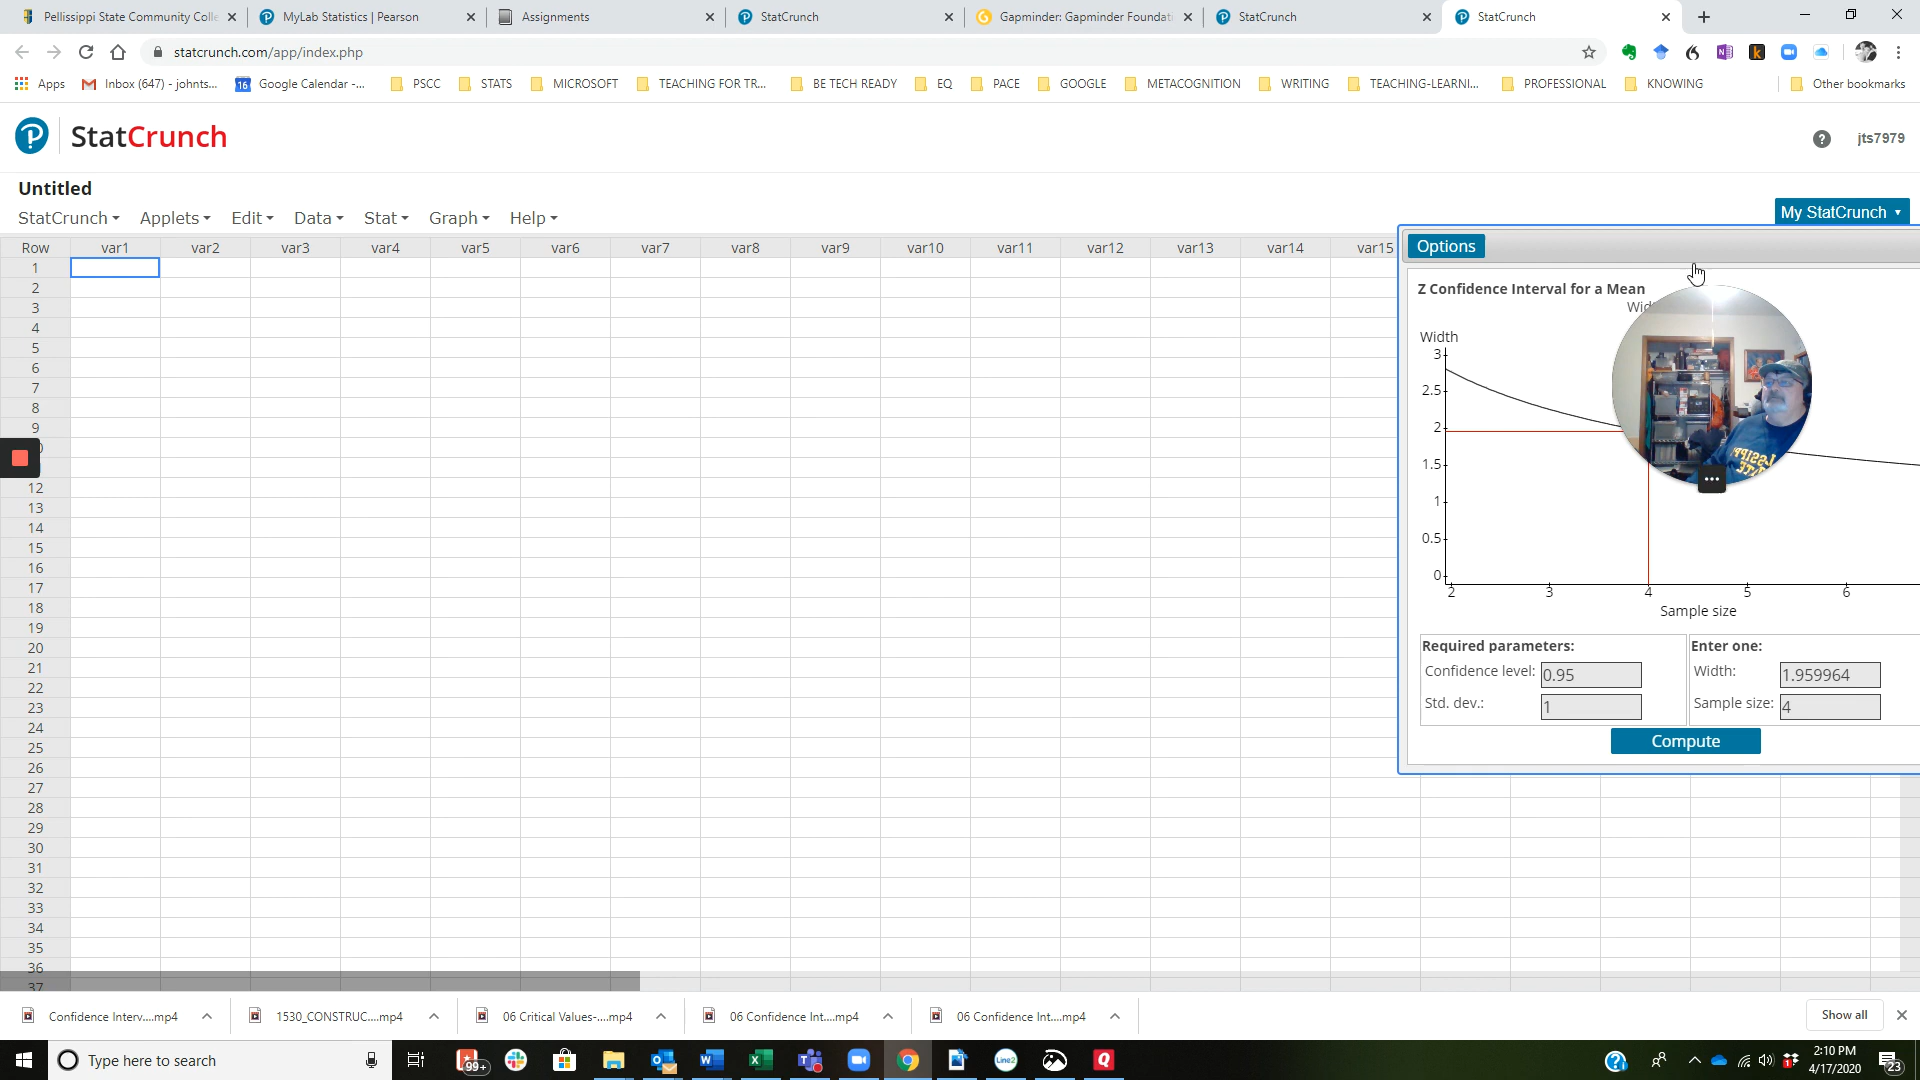 Pellissippi State Community Colle
MyLab Statistics | Pearson
Assignments
StatCrunch
Gapminder: Gapminder Foundati
StatCrunch
StatCrunch
statcrunch.com/app/index.php
Apps
Inbox (647) - johnts...
Google Calendar -...
PSCC
STATS
MICROSOFT
TEACHING FOR TR...
BE TECH READY
EQ
PACE
GOOGLE
METACOGNITION
WRITING
TEACHING-LEARNI...
PROFESSIONAL
KNOWING
Other bookmarks
StatCrunch
jts7979
Untitled
StatCrunch Applets Edit Data Stat Graph Help
My StatCrunch
Row var1 var2 var3 var4 var5 var6 var7 var8 var9 var10 var11 var12 var13 var14 var15
1
2
3
4
5
6
7
8
9
12
13
14
15
16
17
18
19
20
21
22
23
24
25
26
27
28
29
30
31
32
33
34
35
36
37
Options
Z Confidence Interval for a Mean
Width
3
2.5
2
1.5
1
0.5
0
2 3 4 5 6
Sample size
Required parameters:
Confidence level: 0.95
Std. dev.: 1
Enter one:
Width: 1.959964
Sample size: 4
Compute
Confidence Interv....mp4
1530_CONSTRUC....mp4
06 Critical Values-....mp4
06 Confidence Int....mp4
06 Confidence Int....mp4
Show all
Type here to search
99+
Line2
2:10 PM
4/17/2020
23